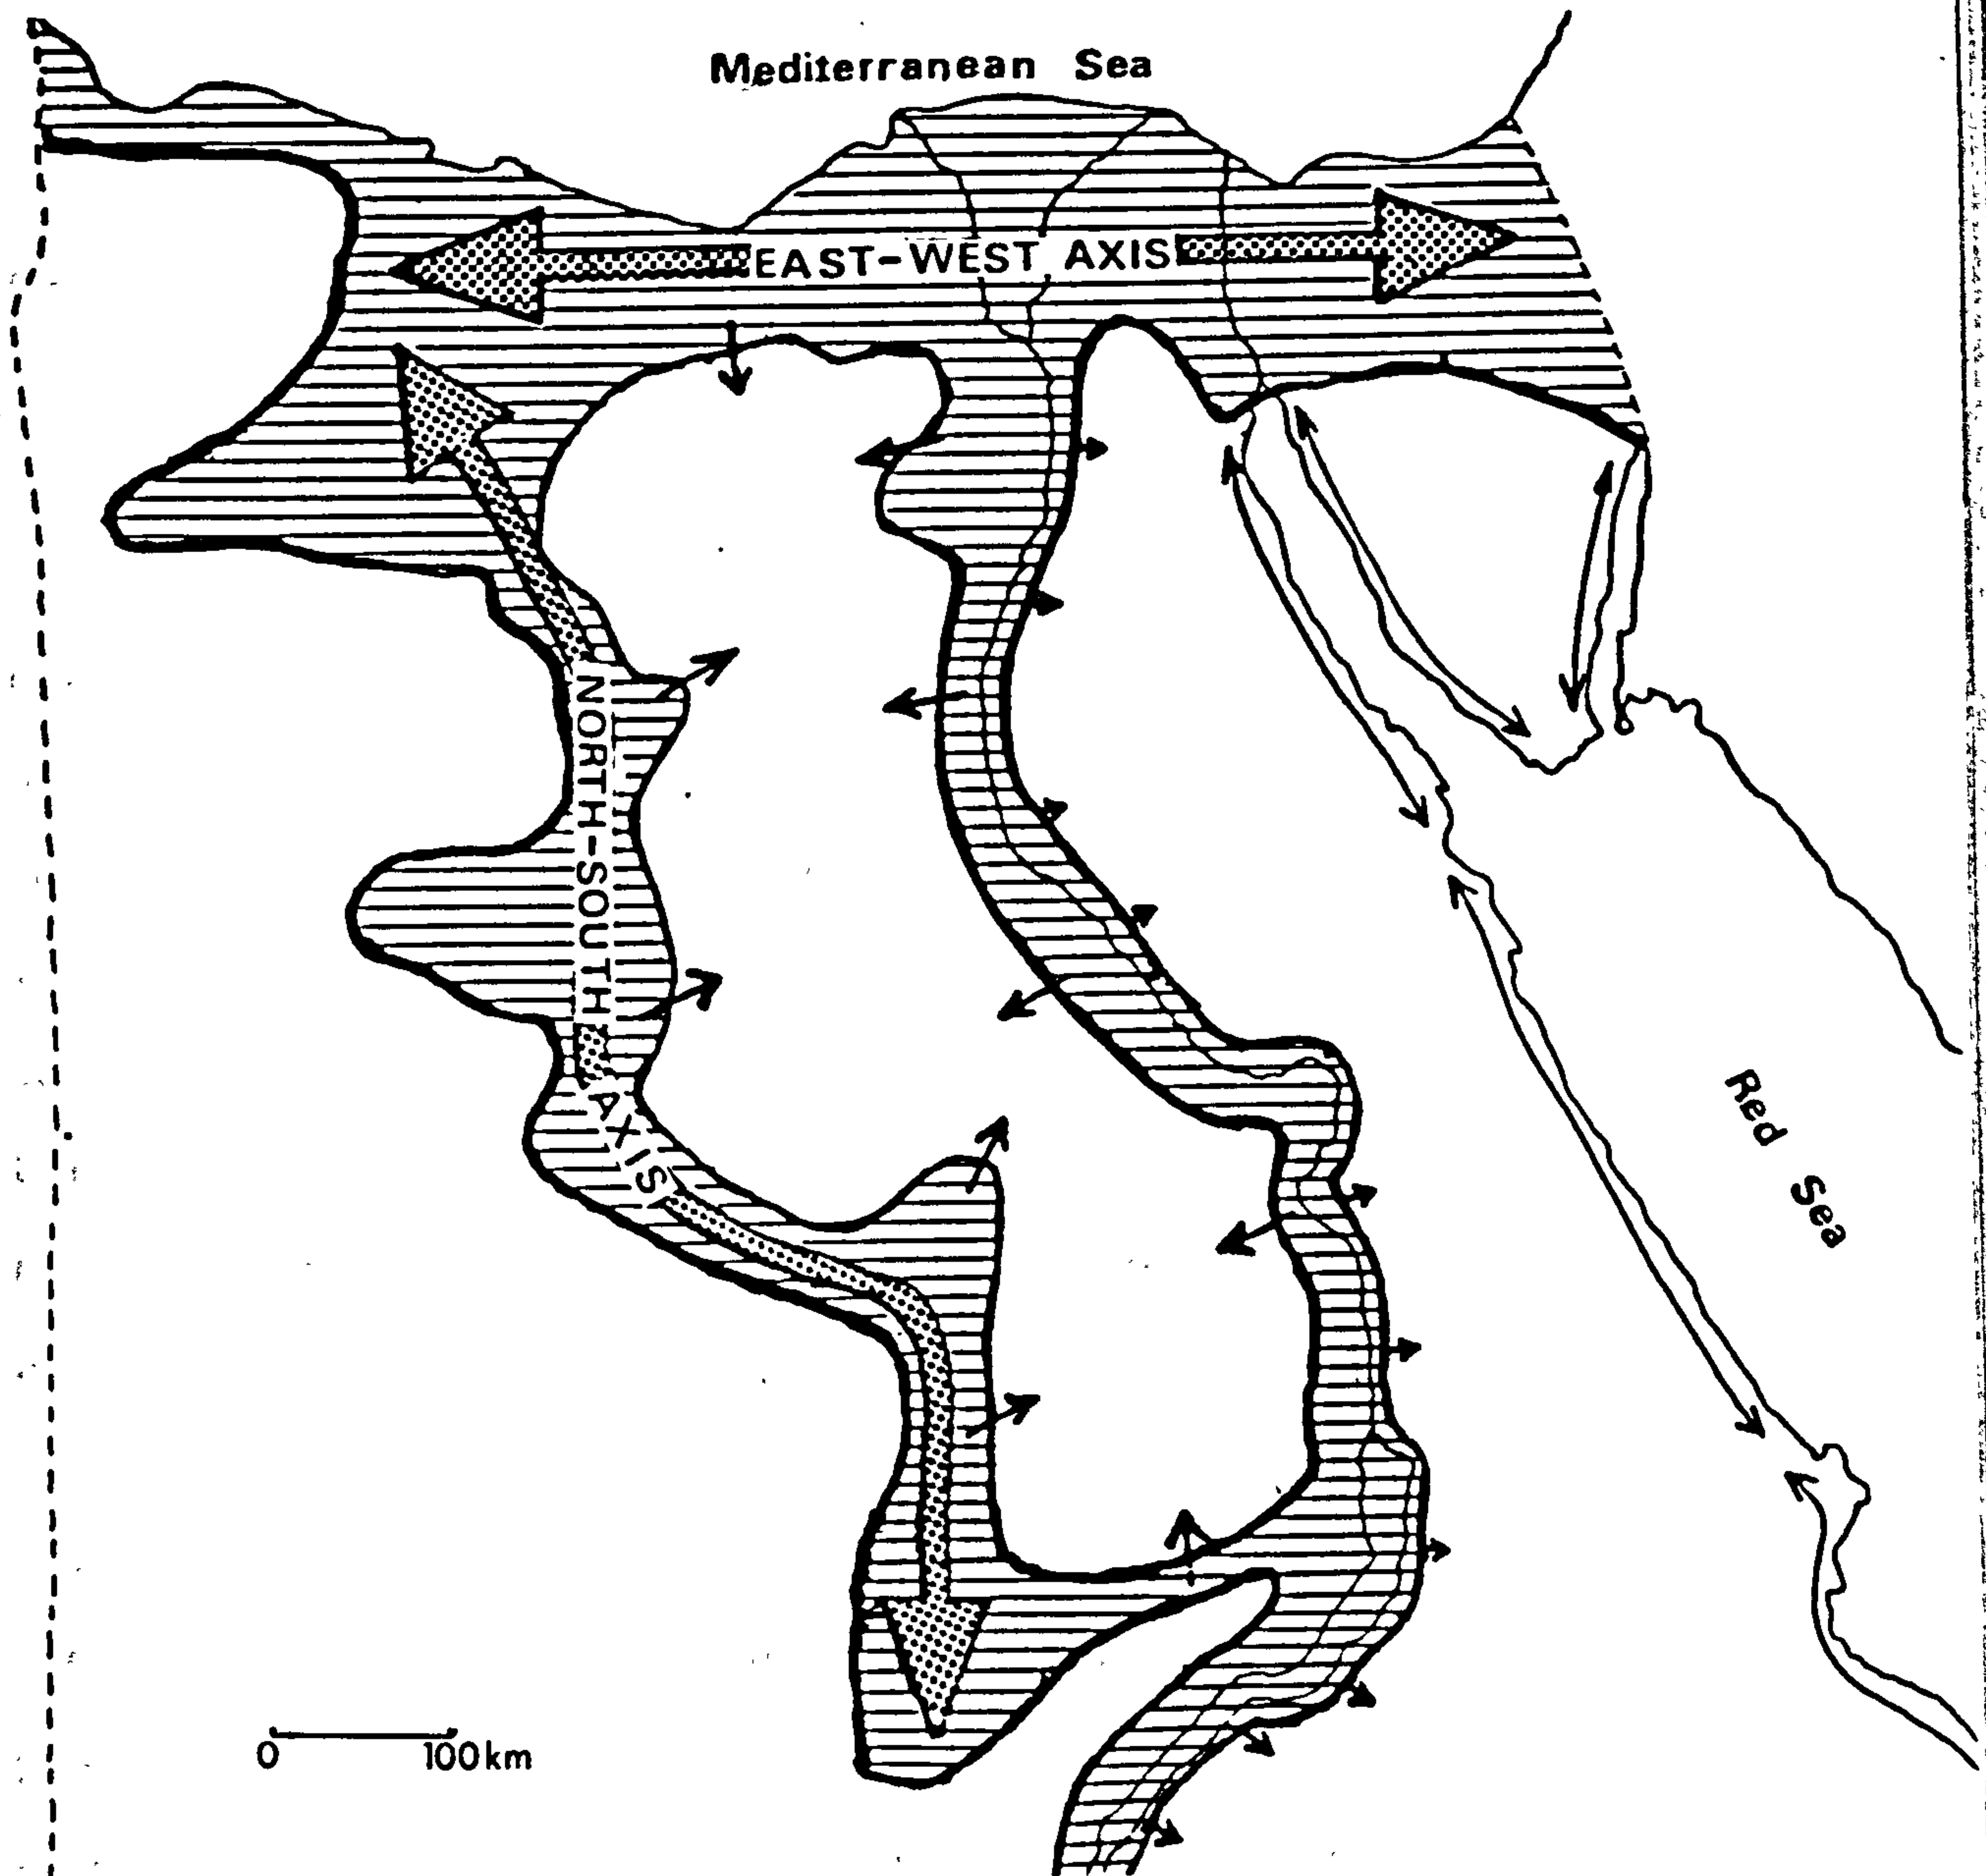 Mediterranean Sea
EAST-WEST AXIS
NORTH-SOUTH AXIS
Red Sea
0 100km